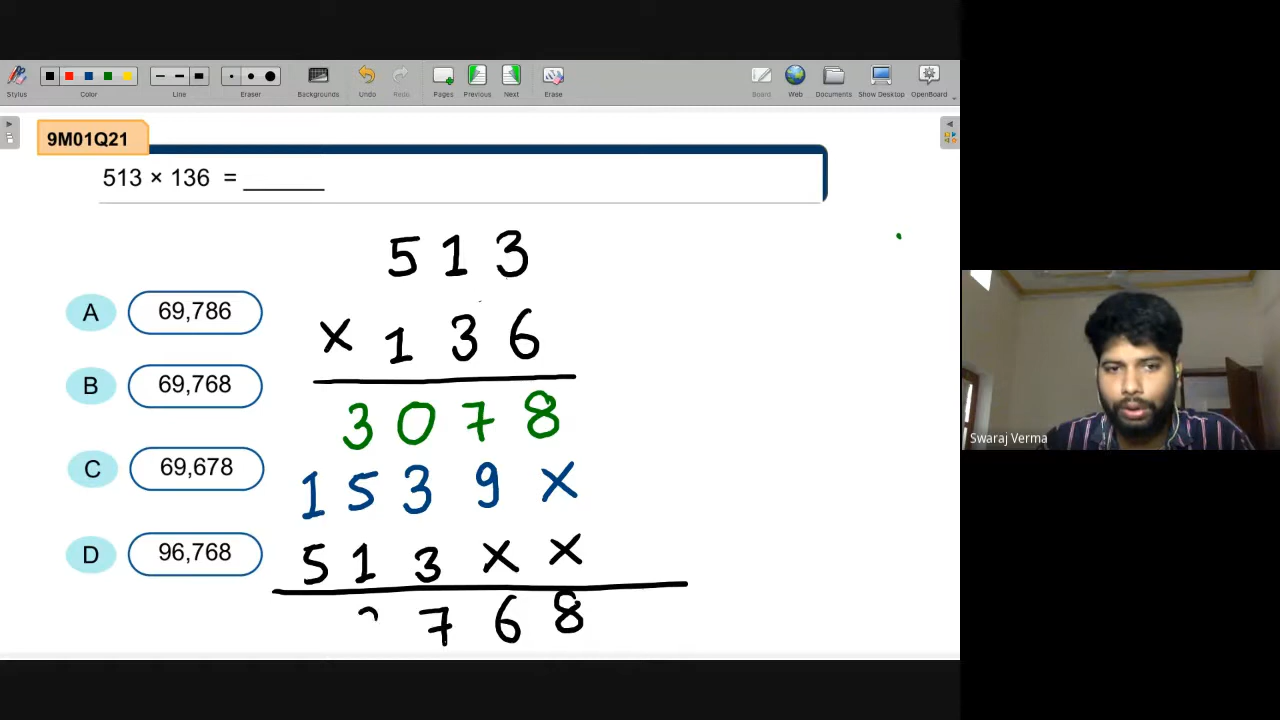 Stylus Color Line Eraser Backgrounds Undo Redo Pages Previous Next Erase Board Web Documents Show Desktop OpenBoard
9M01Q21
513 × 136 = ______
5 1 3
A 69,786
× 1 3 6
B 69,768
3 0 7 8
C 69,678
1 5 3 9 ×
D 96,768
5 1 3 × ×
7 6 8
Swaraj Verma